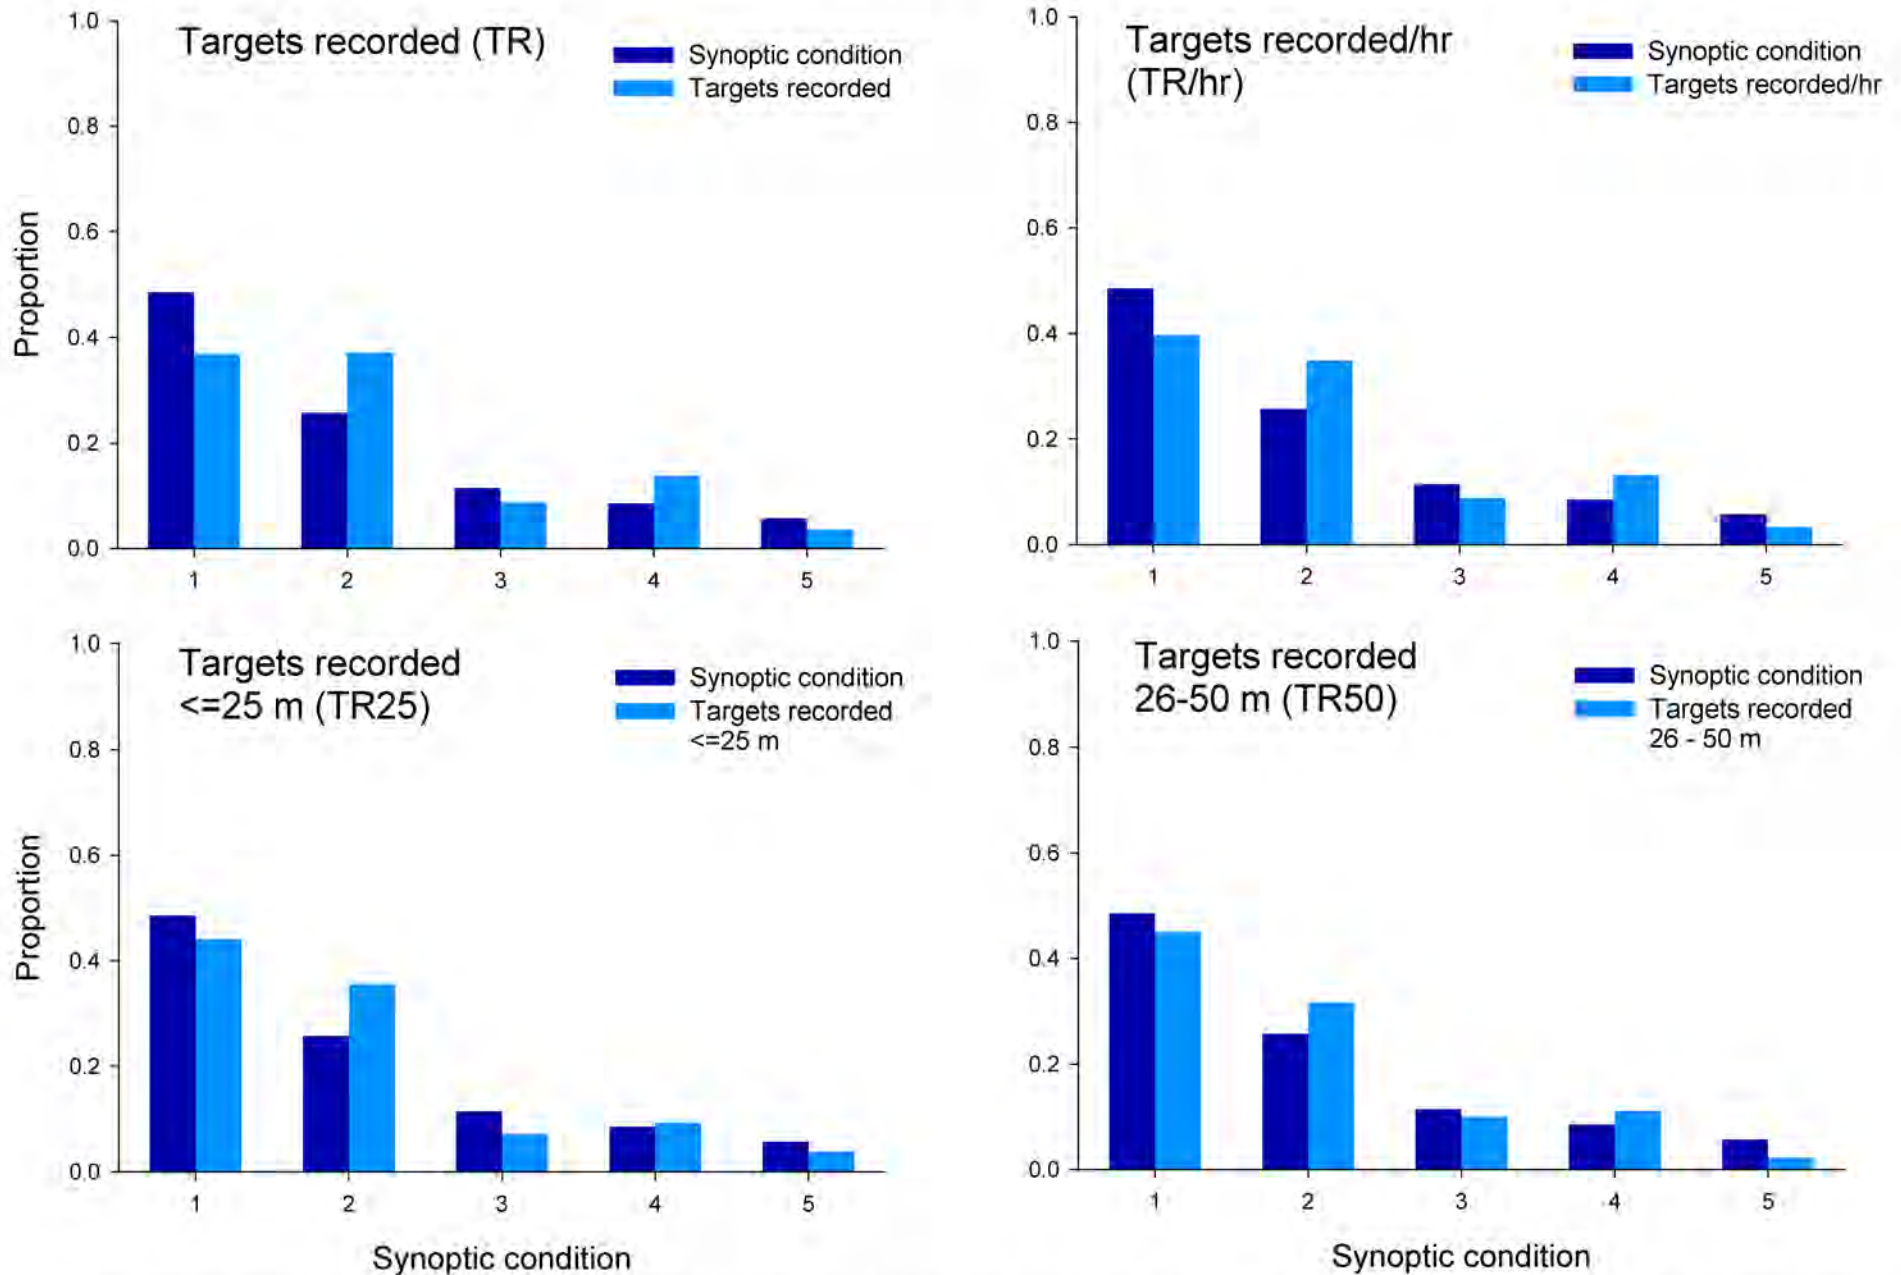 Targets recorded (TR)
Synoptic condition
Targets recorded
1.0
0.8
0.6
0.4
0.2
0.0
Proportion
1 2 3 4 5
Targets recorded/hr
(TR/hr)
Synoptic condition
Targets recorded/hr
1.0
0.8
0.6
0.4
0.2
0.0
1 2 3 4 5
Targets recorded
<=25 m (TR25)
Synoptic condition
Targets recorded
<=25 m
1.0
0.8
0.6
0.4
0.2
0.0
Proportion
1 2 3 4 5
Synoptic condition
Targets recorded
26-50 m (TR50)
Synoptic condition
Targets recorded
26 - 50 m
1.0
0.8
0.6
0.4
0.2
0.0
1 2 3 4 5
Synoptic condition